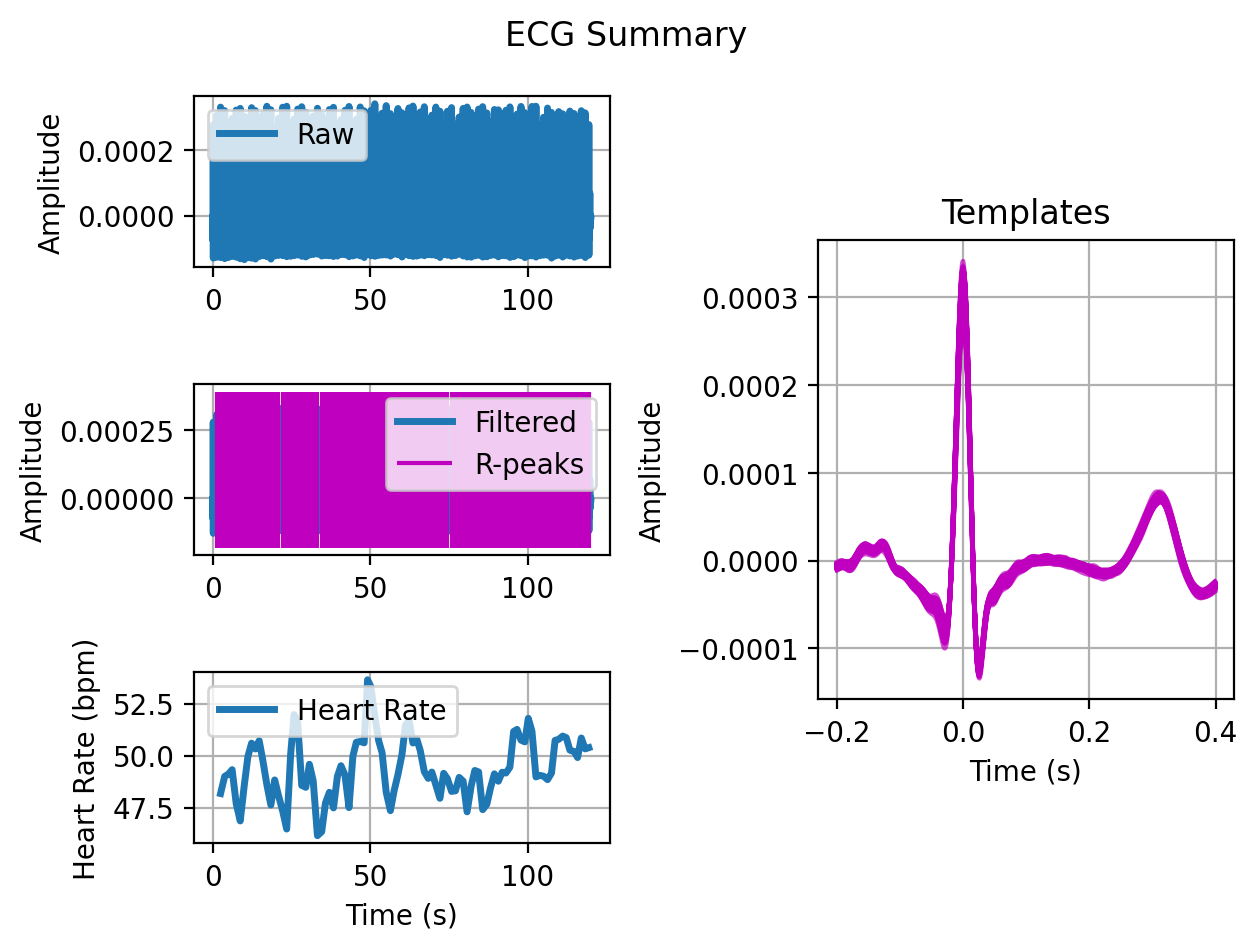 ECG Summary
Amplitude
0.0002
0.0000
Raw
0 50 100
Amplitude
0.00025
0.00000
Filtered
R-peaks
0 50 100
Heart Rate (bpm)
52.5
50.0
47.5
Heart Rate
0 50 100
Time (s)
Templates
Amplitude
0.0003
0.0002
0.0001
0.0000
−0.0001
−0.2 0.0 0.2 0.4
Time (s)